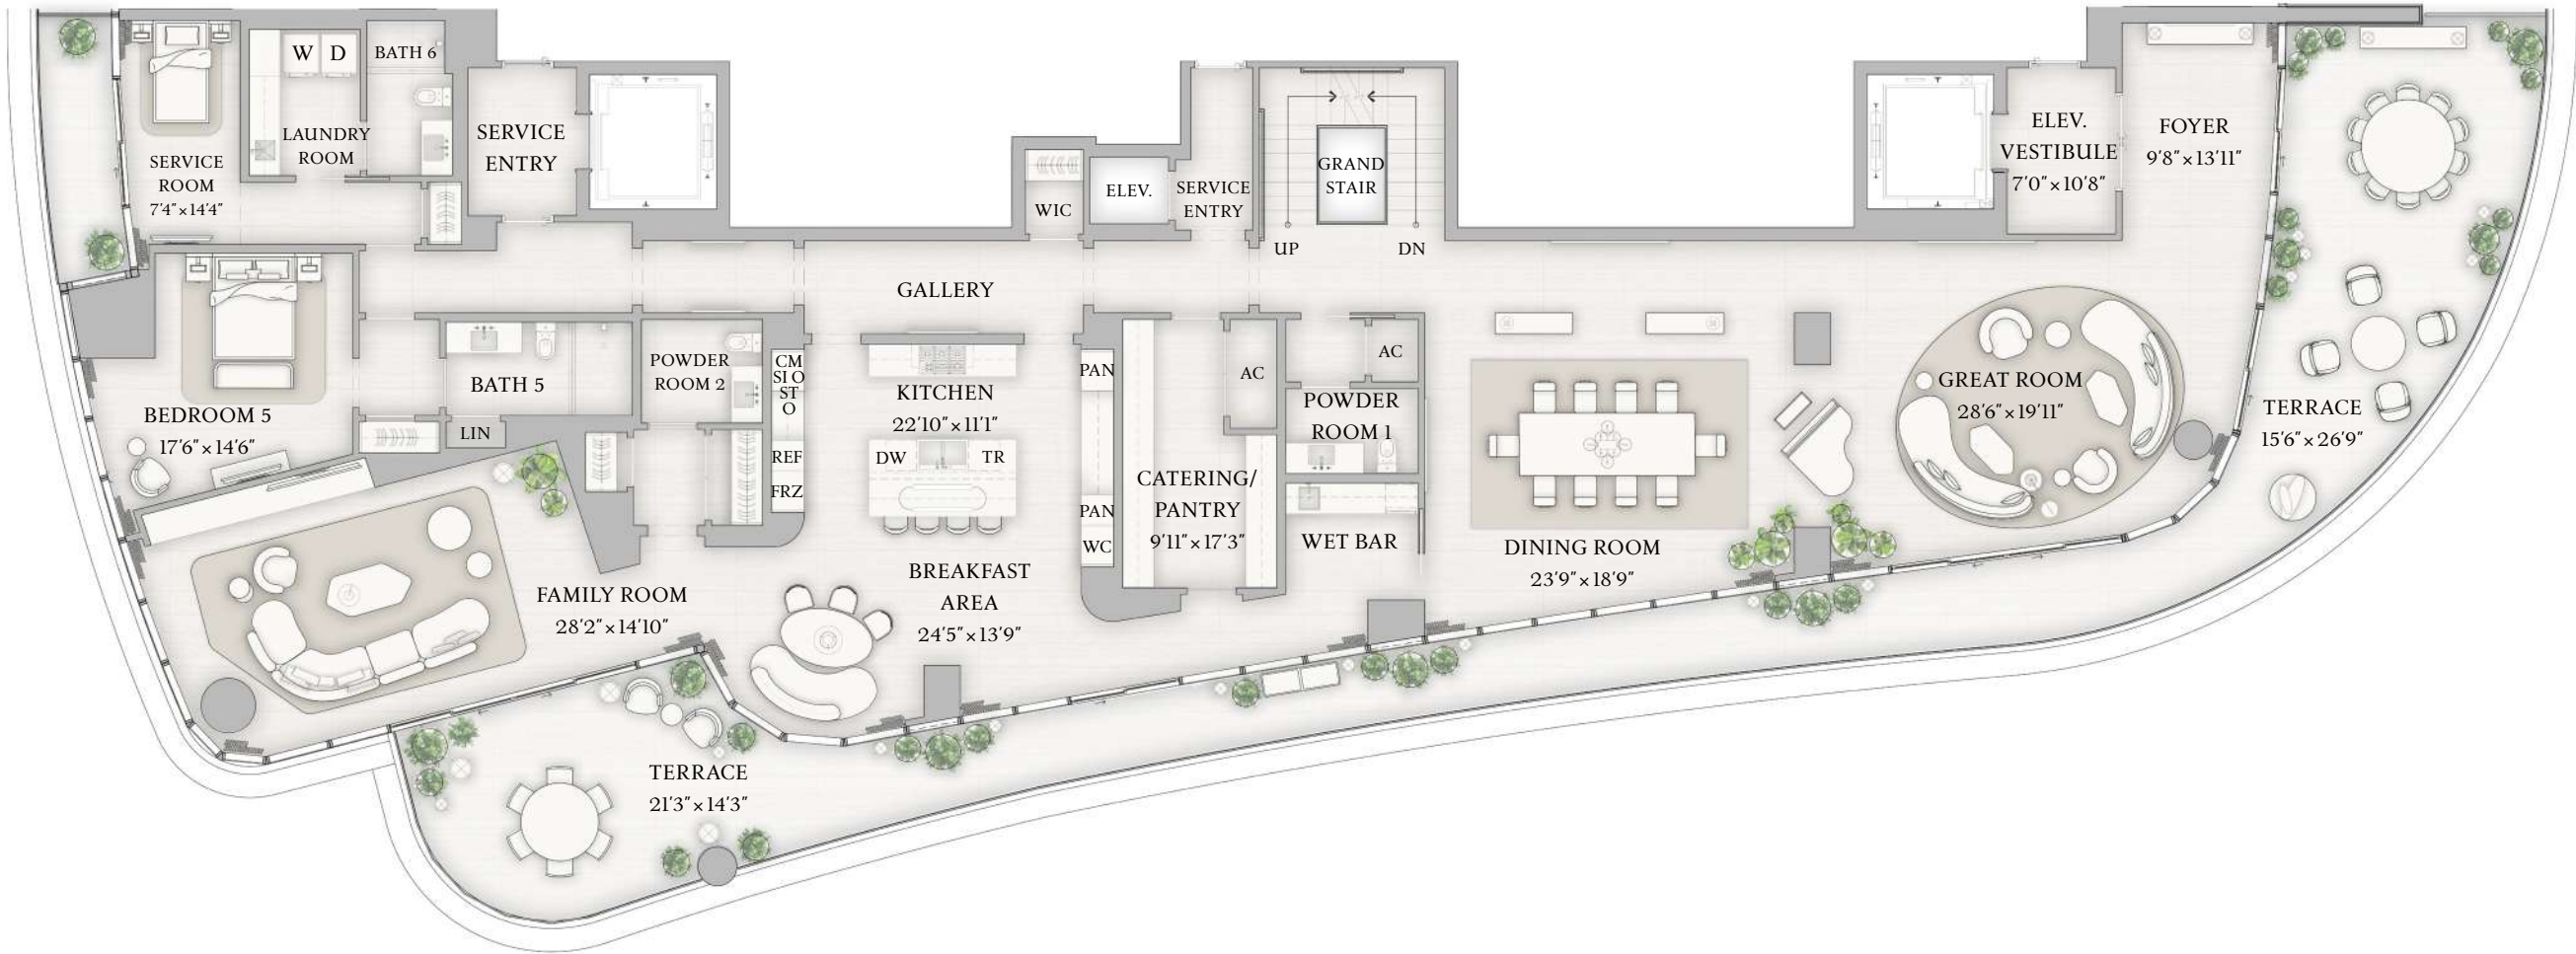 W D
BATH 6
LAUNDRY
ROOM
SERVICE
ROOM
7'4" × 14'4"
SERVICE
ENTRY
WIC
ELEV.
SERVICE
ENTRY
GRAND
STAIR
UP
DN
ELEV.
VESTIBULE
7'0" × 10'8"
FOYER
9'8" × 13'11"
GALLERY
BEDROOM 5
17'6" × 14'6"
BATH 5
LIN
POWDER
ROOM 2
CM
SI O
ST
O
REF
FRZ
KITCHEN
22'10" × 11'1"
DW
TR
PAN
PAN
WC
AC
AC
CATERING/
PANTRY
9'11" × 17'3"
POWDER
ROOM 1
WET BAR
DINING ROOM
23'9" × 18'9"
GREAT ROOM
28'6" × 19'11"
TERRACE
15'6" × 26'9"
FAMILY ROOM
28'2" × 14'10"
BREAKFAST
AREA
24'5" × 13'9"
TERRACE
21'3" × 14'3"